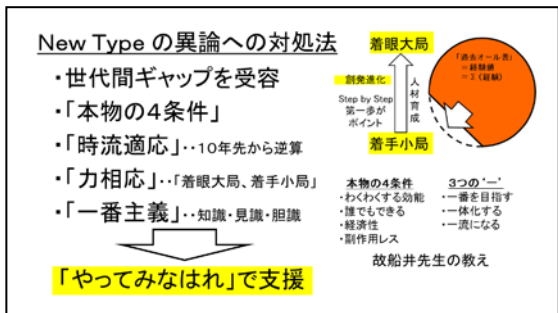 New Type の異論への対処法
・世代間ギャップを受容
・「本物の4条件」
・「時流適応」‥10年先から逆算
・「力相応」‥「着眼大局、着手小局」
・「一番主義」‥知識・見識・胆識
「やってみなはれ」で支援
着眼大局
創発進化
Step by Step
第一歩が
ポイント
人材育成
着手小局
「過去オール善」
=経験値
=Σ(経験)
本物の4条件
・わくわくする効能
・誰でもできる
・経済性
・副作用レス
3つの'一'
・一番を目指す
・一体化する
・一流になる
故船井先生の教え